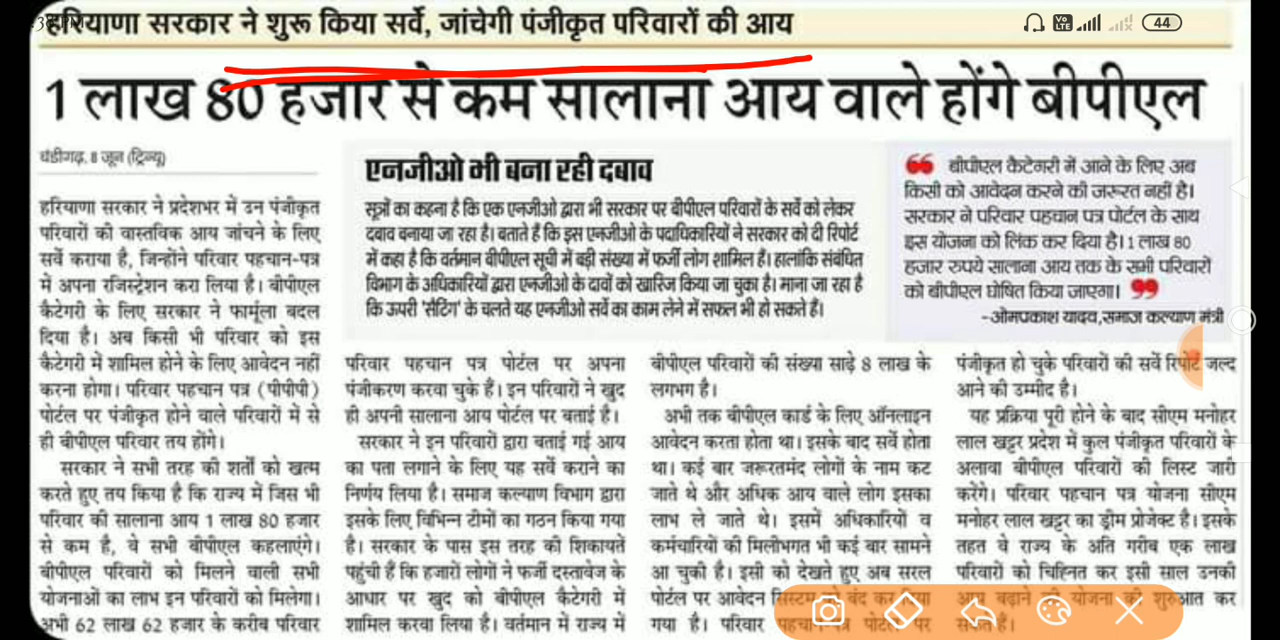 हरियाणा सरकार ने शुरू किया सर्वे, जांचेगी पंजीकृत परिवारों की आय
44
1 लाख 80 हजार से कम सालाना आय वाले होंगे बीपीएल
चंडीगढ़, 8 जून (ट्रिन्यू)
हरियाणा सरकार ने प्रदेशभर में उन पंजीकृत
परिवारों की वास्तविक आय जांचने के लिए
सर्वे कराया है, जिन्होंने परिवार पहचान-पत्र
में अपना रजिस्ट्रेशन करा लिया है। बीपीएल
कैटेगरी के लिए सरकार ने फार्मूला बदल
दिया है। अब किसी भी परिवार को इस
कैटेगरी में शामिल होने के लिए आवेदन नहीं
करना होगा। परिवार पहचान पत्र (पीपीपी)
पोर्टल पर पंजीकृत होने वाले परिवारों में से
ही बीपीएल परिवार तय होंगे।
सरकार ने सभी तरह की शर्तों को खत्म
करते हुए तय किया है कि राज्य में जिस भी
परिवार की सालाना आय 1 लाख 80 हजार
से कम है, वे सभी बीपीएल कहलाएंगे।
बीपीएल परिवारों को मिलने वाली सभी
योजनाओं का लाभ इन परिवारों को मिलेगा।
अभी 62 लाख 62 हजार के करीब परिवार
एनजीओ भी बना रही दबाव
सूत्रों का कहना है कि एक एनजीओ द्वारा भी सरकार पर बीपीएल परिवारों के सर्वे को लेकर
दबाव बनाया जा रहा है। बताते हैं कि इस एनजीओ के पदाधिकारियों ने सरकार को दी रिपोर्ट
में कहा है कि वर्तमान बीपीएल सूची में बड़ी संख्या में फर्जी लोग शामिल हैं। हालांकि संबंधित
विभाग के अधिकारियों द्वारा एनजीओ के दावों को खारिज किया जा चुका है। माना जा रहा है
कि ऊपरी ‘सैटिंग’ के चलते यह एनजीओ सर्वे का काम लेने में सफल भी हो सकते हैं।
“ बीपीएल कैटेगरी में आने के लिए अब
किसी को आवेदन करने की जरूरत नहीं है।
सरकार ने परिवार पहचान पत्र पोर्टल के साथ
इस योजना को लिंक कर दिया है। 1 लाख 80
हजार रुपये सालाना आय तक के सभी परिवारों
को बीपीएल घोषित किया जाएगा। ”
-ओमप्रकाश यादव,समाज कल्याण मंत्री
परिवार पहचान पत्र पोर्टल पर अपना
पंजीकरण करवा चुके हैं। इन परिवारों ने खुद
ही अपनी सालाना आय पोर्टल पर बताई है।
सरकार ने इन परिवारों द्वारा बताई गई आय
का पता लगाने के लिए यह सर्वे कराने का
निर्णय लिया है। समाज कल्याण विभाग द्वारा
इसके लिए विभिन्न टीमों का गठन किया गया
है। सरकार के पास इस तरह की शिकायतें
पहुंची हैं कि हजारों लोगों ने फर्जी दस्तावेज के
आधार पर खुद को बीपीएल कैटेगरी में
शामिल करवा लिया है। वर्तमान में राज्य में
बीपीएल परिवारों की संख्या साढ़े 8 लाख के
लगभग है।
अभी तक बीपीएल कार्ड के लिए ऑनलाइन
आवेदन करता होता था। इसके बाद सर्वे होता
था। कई बार जरूरतमंद लोगों के नाम कट
जाते थे और अधिक आय वाले लोग इसका
लाभ ले जाते थे। इसमें अधिकारियों व
कर्मचारियों की मिलीभगत भी कई बार सामने
आ चुकी है। इसी को देखते हुए अब सरल
पोर्टल पर आवेदन सिस्टम को बंद कर दिया
गया है। परिवार पहचान पत्र पोर्टल पर
पंजीकृत हो चुके परिवारों की सर्वे रिपोर्ट जल्द
आने की उम्मीद है।
यह प्रक्रिया पूरी होने के बाद सीएम मनोहर
लाल खट्टर प्रदेश में कुल पंजीकृत परिवारों के
अलावा बीपीएल परिवारों की लिस्ट जारी
करेंगे। परिवार पहचान पत्र योजना सीएम
मनोहर लाल खट्टर का ड्रीम प्रोजेक्ट है। इसके
तहत वे राज्य के अति गरीब एक लाख
परिवारों को चिह्नित कर इसी साल उनकी
आय बढ़ाने की योजना की शुरुआत कर
सकते हैं।